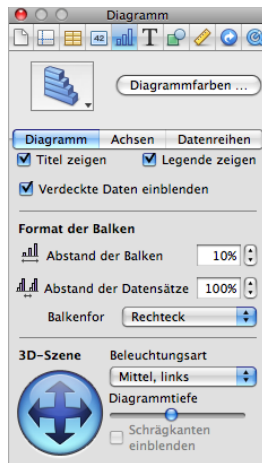 Diagramm
42 T
Diagrammfarben ...
Diagramm Achsen Datenreihen
Titel zeigen Legende zeigen
Verdeckte Daten einblenden
Format der Balken
Abstand der Balken 10%
Abstand der Datensätze 100%
Balkenfor Rechteck
3D-Szene Beleuchtungsart
Mittel, links
Diagrammtiefe
Schrägkanten
einblenden